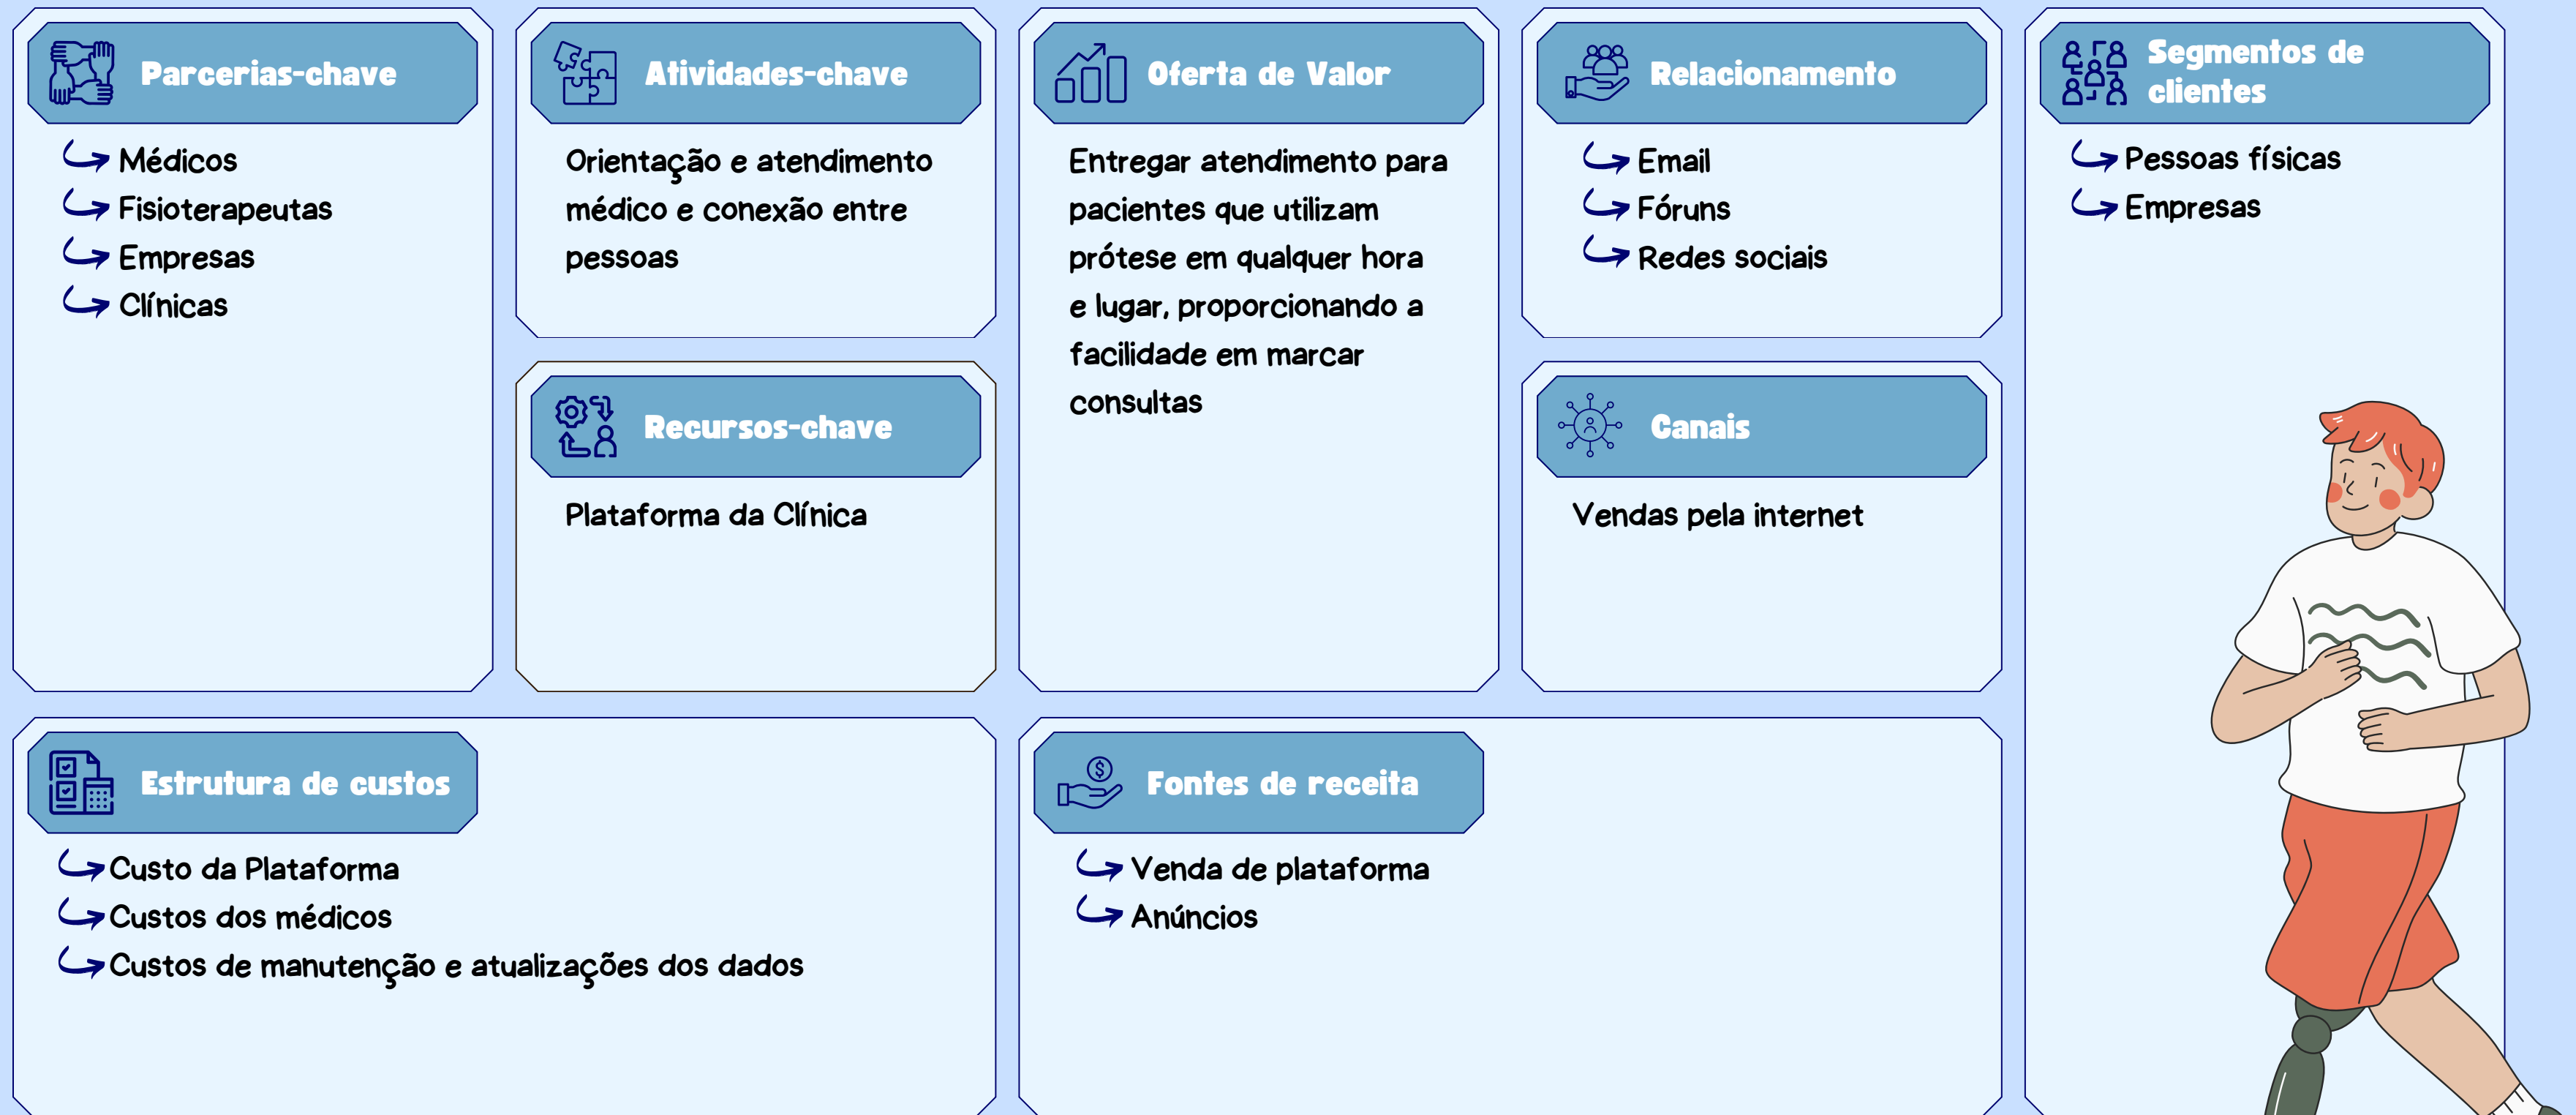 Parcerias-chave
Médicos
Fisioterapeutas
Empresas
Clínicas
Atividades-chave
Orientação e atendimento
médico e conexão entre
pessoas
Recursos-chave
Plataforma da Clínica
Oferta de Valor
Entregar atendimento para
pacientes que utilizam
prótese em qualquer hora
e lugar, proporcionando a
facilidade em marcar
consultas
Relacionamento
Email
Fóruns
Redes sociais
Canais
Vendas pela internet
Segmentos de
clientes
Pessoas físicas
Empresas
Estrutura de custos
Custo da Plataforma
Custos dos médicos
Custos de manutenção e atualizações dos dados
Fontes de receita
$
Venda de plataforma
Anúncios